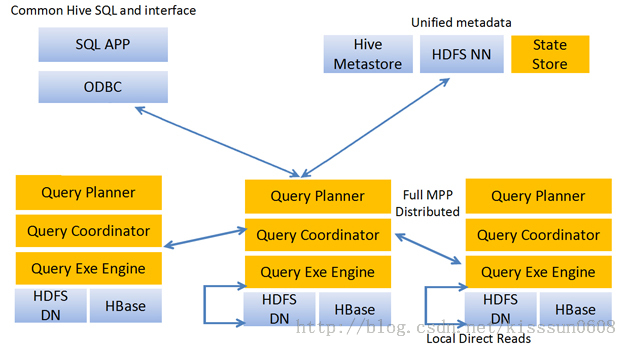 Common Hive SQL and interface
Unified metadata
SQL APP
ODBC
Hive
Metastore
HDFS NN
State
Store
Query Planner
Query Coordinator
Query Exe Engine
HDFS
DN
HBase
Query Planner
Query Coordinator
Query Exe Engine
HDFS
DN
HBase
Full MPP
Distributed
Query Planner
Query Coordinator
Query Exe Engine
HDFS
DN
HBase
http://blog.csdn.net/kisssun0608
Local Direct Reads